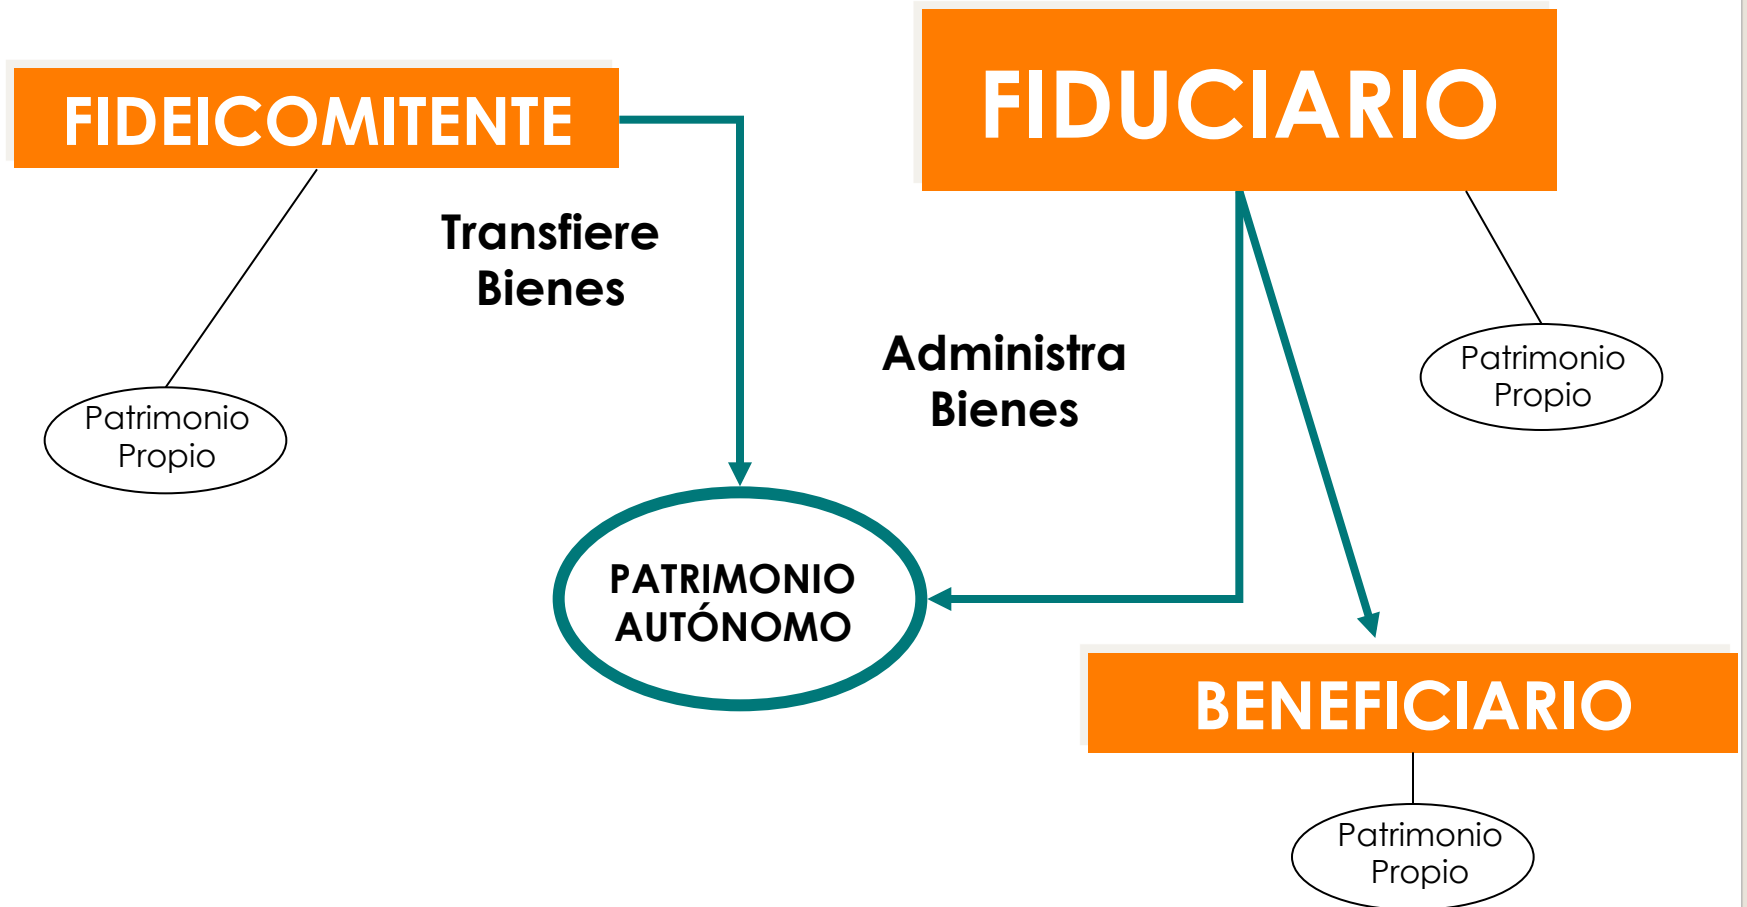 FIDEICOMITENTE
FIDUCIARIO
Transfiere
Bienes
Administra
Bienes
Patrimonio
Propio
Patrimonio
Propio
PATRIMONIO
AUTÓNOMO
BENEFICIARIO
Patrimonio
Propio